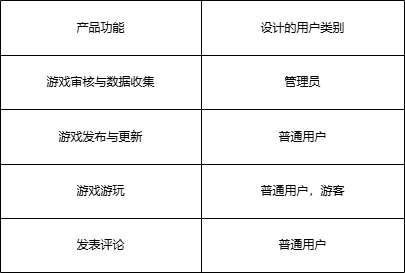 产品功能 设计的用户类别
游戏审核与数据收集 管理员
游戏发布与更新 普通用户
游戏游玩 普通用户，游客
发表评论 普通用户